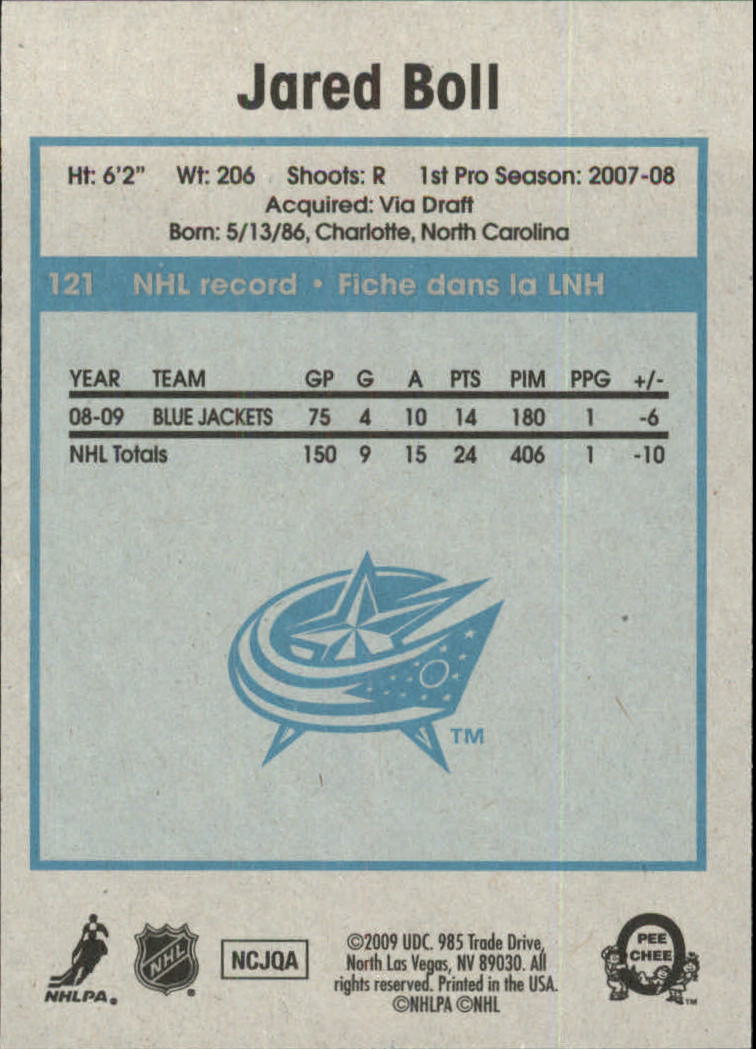 Jared Boll
Ht: 6'2" Wt: 206 Shoots: R 1st Pro Season: 2007-08
Acquired: Via Draft
Born: 5/13/86, Charlotte, North Carolina
121 NHL record • Fiche dans la LNH
YEAR TEAM GP G A PTS PIM PPG +/-
08-09 BLUE JACKETS 75 4 10 14 180 1 -6
NHL Totals 150 9 15 24 406 1 -10
TM
NHLPA.
NHL
NCJQA
©2009 UDC. 985 Trade Drive,
North Las Vegas, NV 89030. All
rights reserved. Printed in the USA.
©NHLPA ©NHL
O
PEE
CHEE
TM